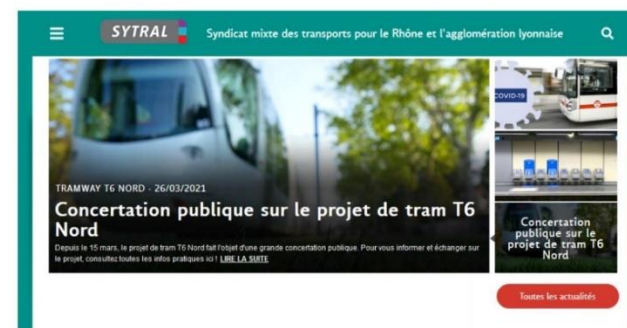 SYTRAL
Syndicat mixte des transports pour le Rhône et l'agglomération lyonnaise
COVID-19
TRAMWAY T6 NORD - 26/03/2021
Concertation publique sur le projet de tram T6
Nord
Depuis le 15 mars, le projet de tram T6 Nord fait l'objet d'une grande concertation publique. Pour vous informer et échanger sur
le projet, consultez toutes les infos pratiques ici ! LIRE LA SUITE
Concertation
publique sur le
projet de tram T6
Nord
Toutes les actualités